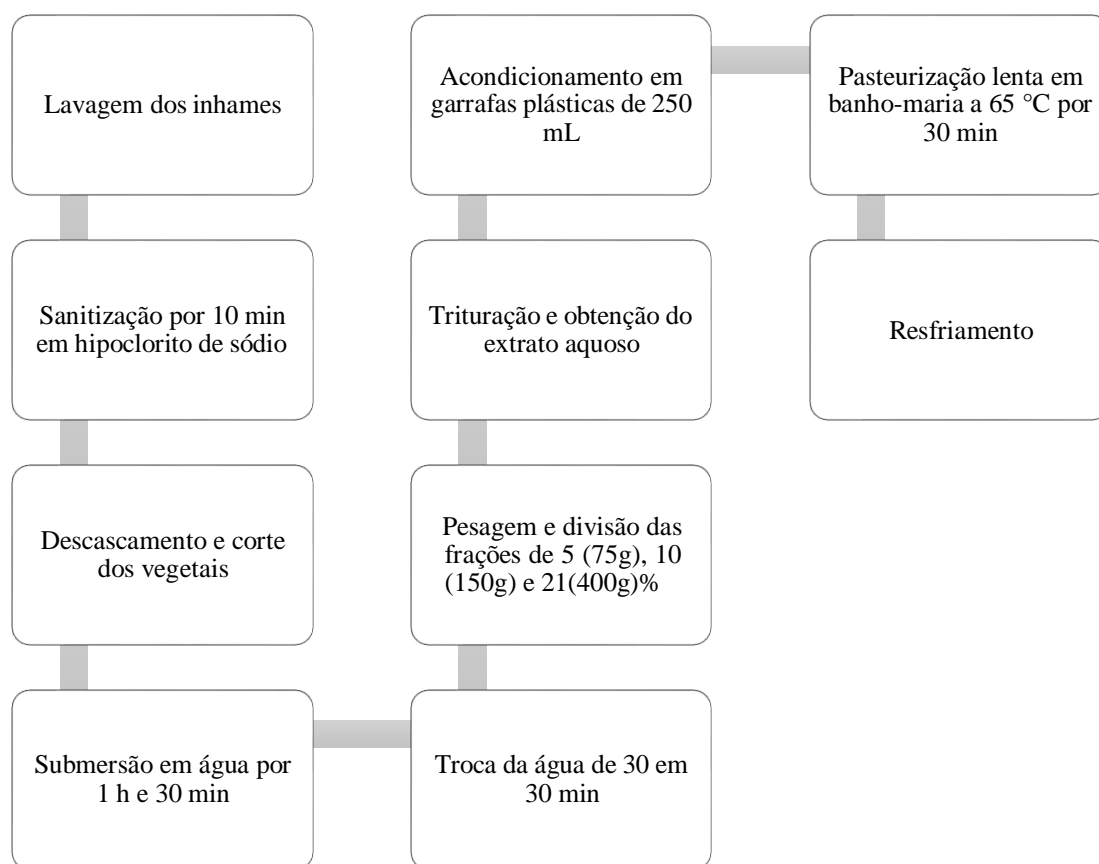 Lavagem dos inhames
Sanitização por 10 min
em hipoclorito de sódio
Descascamento e corte
dos vegetais
Submersão em água por
1 h e 30 min
Troca da água de 30 em
30 min
Pesagem e divisão das
frações de 5 (75g), 10
(150g) e 21(400g)%
Trituração e obtenção do
extrato aquoso
Acondicionamento em
garrafas plásticas de 250
mL
Pasteurização lenta em
banho-maria a 65 °C por
30 min
Resfriamento